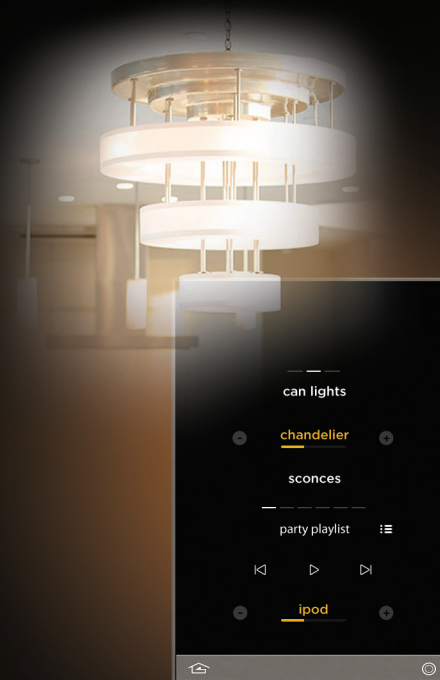 can lights
chandelier
sconces
party playlist
ipod